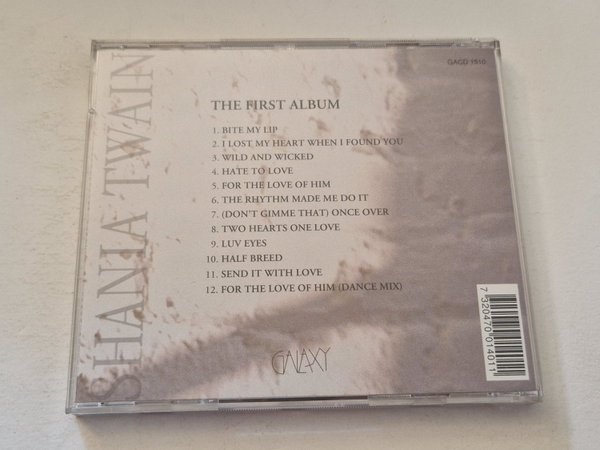 GACD 1510
SHANIA TWAIN
THE FIRST ALBUM
1. BITE MY LIP
2. I LOST MY HEART WHEN I FOUND YOU
3. WILD AND WICKED
4. HATE TO LOVE
5. FOR THE LOVE OF HIM
6. THE RHYTHM MADE ME DO IT
7. (DON'T GIMME THAT) ONCE OVER
8. TWO HEARTS ONE LOVE
9. LUV EYES
10. HALF BREED
11. SEND IT WITH LOVE
12. FOR THE LOVE OF HIM (DANCE MIX)
GALAXY
7 320470 014011